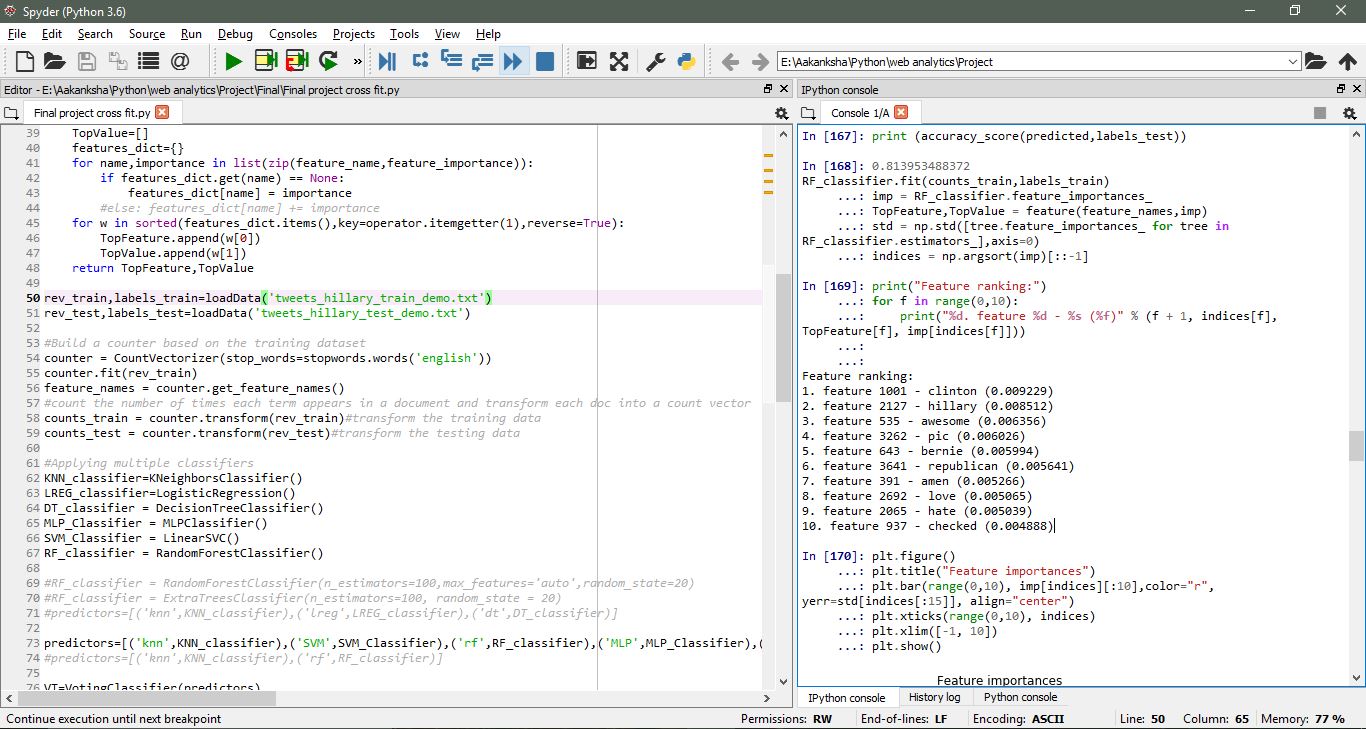 Spyder (Python 3.6)
File Edit Search Source Run Debug Consoles Projects Tools View Help
E:\Aakanksha\Python\web analytics\Project
Editor - E:\Aakanksha\Python\web analytics\Project\Final\Final project cross fit.py
Final project cross fit.py
39 TopValue=[]
40 features_dict={}
41 for name,importance in list(zip(feature_name,feature_importance)):
42 if features_dict.get(name) == None:
43 features_dict[name] = importance
44 #else: features_dict[name] += importance
45 for w in sorted(features_dict.items(),key=operator.itemgetter(1),reverse=True):
46 TopFeature.append(w[0])
47 TopValue.append(w[1])
48 return TopFeature,TopValue
49
50 rev_train,labels_train=loadData('tweets_hillary_train_demo.txt')
51 rev_test,labels_test=loadData('tweets_hillary_test_demo.txt')
52
53 #Build a counter based on the training dataset
54 counter = CountVectorizer(stop_words=stopwords.words('english'))
55 counter.fit(rev_train)
56 feature_names = counter.get_feature_names()
57 #count the number of times each term appears in a document and transform each doc into a count vector
58 counts_train = counter.transform(rev_train)#transform the training data
59 counts_test = counter.transform(rev_test)#transform the testing data
60
61 #Applying multiple classifiers
62 KNN_classifier=KNeighborsClassifier()
63 LREG_classifier=LogisticRegression()
64 DT_classifier = DecisionTreeClassifier()
65 MLP_Classifier = MLPClassifier()
66 SVM_Classifier = LinearSVC()
67 RF_classifier = RandomForestClassifier()
68
69 #RF_classifier = RandomForestClassifier(n_estimators=100,max_features='auto',random_state=20)
70 #RF_classifier = ExtraTreesClassifier(n_estimators=100, random_state = 20)
71 #predictors=[('knn',KNN_classifier),('lreg',LREG_classifier),('dt',DT_classifier)]
72
73 predictors=[('knn',KNN_classifier),('SVM',SVM_Classifier),('rf',RF_classifier),('MLP',MLP_Classifier),(
74 #predictors=[('knn',KNN_classifier),('rf',RF_classifier)]
75
76 VT=VotingClassifier(predictors)
IPython console
Console 1/A
In [167]: print (accuracy_score(predicted,labels_test))
In [168]: 0.813953488372
RF_classifier.fit(counts_train,labels_train)
...: imp = RF_classifier.feature_importances_
...: TopFeature,TopValue = feature(feature_names,imp)
...: std = np.std([tree.feature_importances_ for tree in
RF_classifier.estimators_],axis=0)
...: indices = np.argsort(imp)[::-1]
In [169]: print("Feature ranking:")
...: for f in range(0,10):
...: print("%d. feature %d - %s (%f)" % (f + 1, indices[f],
TopFeature[f], imp[indices[f]]))
...:
...:
Feature ranking:
1. feature 1001 - clinton (0.009229)
2. feature 2127 - hillary (0.008512)
3. feature 535 - awesome (0.006356)
4. feature 3262 - pic (0.006026)
5. feature 643 - bernie (0.005994)
6. feature 3641 - republican (0.005641)
7. feature 391 - amen (0.005266)
8. feature 2692 - love (0.005065)
9. feature 2065 - hate (0.005039)
10. feature 937 - checked (0.004888)
In [170]: plt.figure()
...: plt.title("Feature importances")
...: plt.bar(range(0,10), imp[indices][:10],color="r",
yerr=std[indices[:15]], align="center")
...: plt.xticks(range(0,10), indices)
...: plt.xlim([-1, 10])
...: plt.show()
Feature importances
IPython console History log Python console
Continue execution until next breakpoint Permissions: RW End-of-lines: LF Encoding: ASCII Line: 50 Column: 65 Memory: 77 %